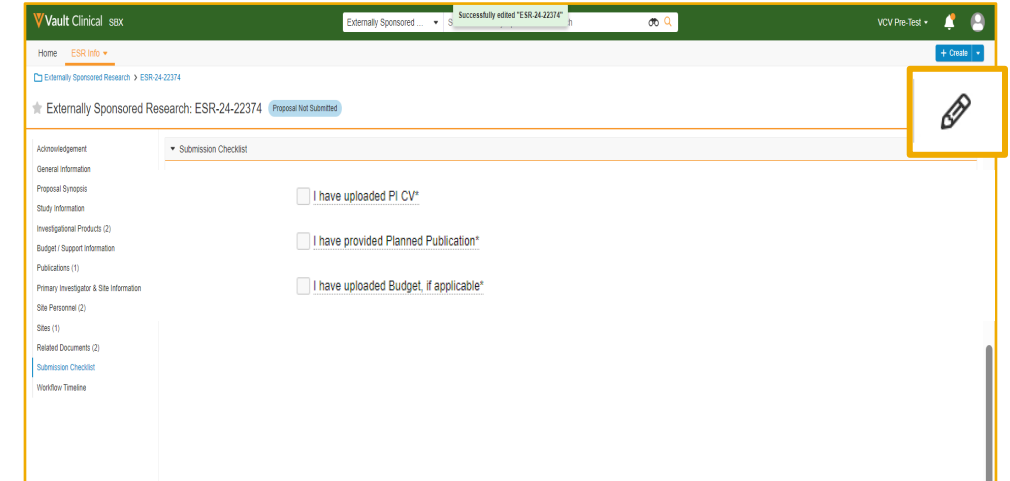 Vault Clinical SBX
Externally Sponsored ...
Successfully edited "ESR-24-22374"
VCV Pre-Test
Home
ESR Info
+ Create
Externally Sponsored Research > ESR-24-22374
Externally Sponsored Research: ESR-24-22374
Proposal Not Submitted
Acknowledgement
General Information
Proposal Synopsis
Study Information
Investigational Products (2)
Budget / Support Information
Publications (1)
Primary Investigator & Site Information
Site Personnel (2)
Sites (1)
Related Documents (2)
Submission Checklist
Workflow Timeline
Submission Checklist
I have uploaded PI CV*
I have provided Planned Publication*
I have uploaded Budget, if applicable*